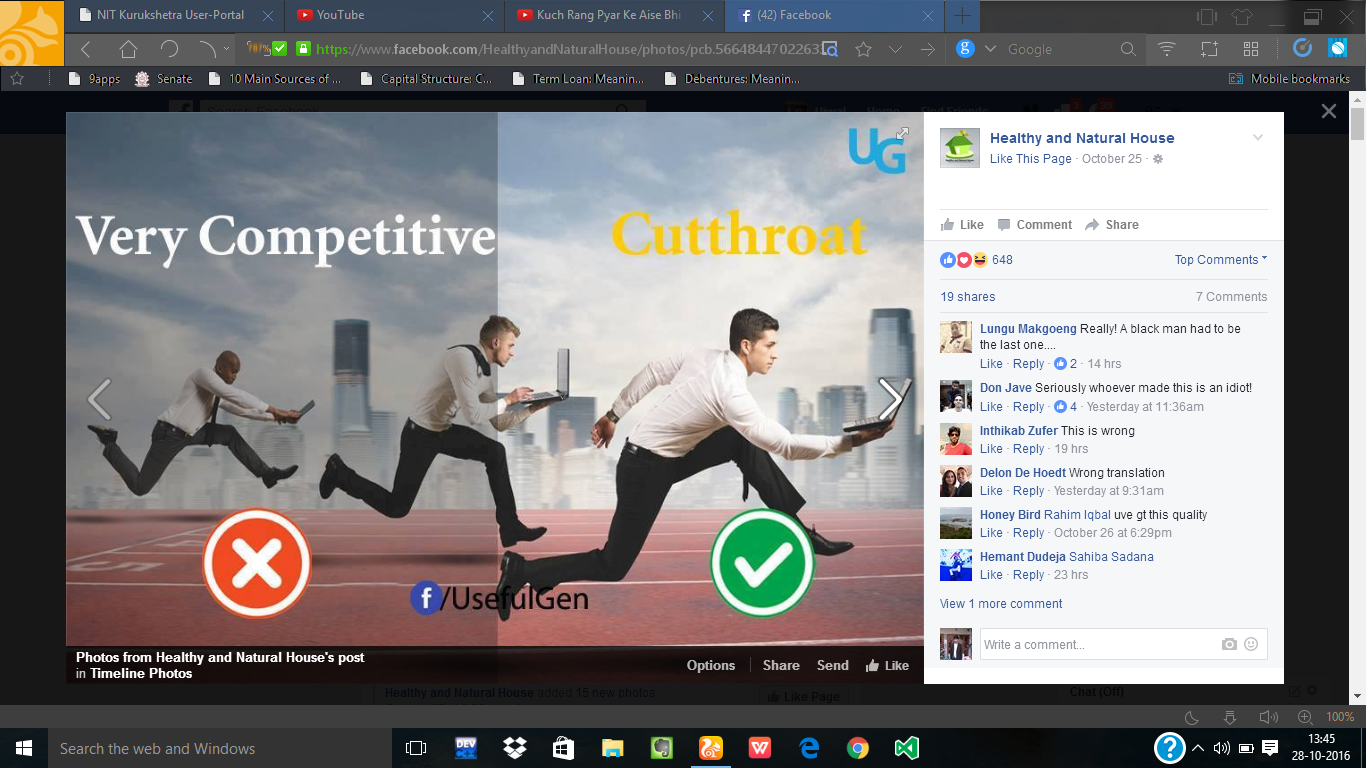 NIT Kurukshetra User-Portal
YouTube
Kuch Rang Pyar Ke Aise Bhi
(42) Facebook
https://www.facebook.com/HealthyandNaturalHouse/photos/pcb.56648447022632
Google
9apps
Senate
10 Main Sources of ...
Capital Structure: C...
Term Loan: Meanin...
Debentures: Meanin...
Mobile bookmarks
UG
Very Competitive
Cutthroat
f/UsefulGen
Photos from Healthy and Natural House's post
in Timeline Photos
Options
Share
Send
Like
Healthy and Natural House
Like This Page · October 25 ·
Like
Comment
Share
648
Top Comments
19 shares
7 Comments
Lungu Makgoeng Really! A black man had to be
the last one....
Like · Reply · 2 · 14 hrs
Don Jave Seriously whoever made this is an idiot!
Like · Reply · 4 · Yesterday at 11:36am
Inthikab Zufer This is wrong
Like · Reply · 19 hrs
Delon De Hoedt Wrong translation
Like · Reply · Yesterday at 9:31am
Honey Bird Rahim Iqbal uve gt this quality
Like · Reply · October 26 at 6:29pm
Hemant Dudeja Sahiba Sadana
Like · Reply · 23 hrs
View 1 more comment
Write a comment...
Healthy and Natural House added 15 new photos
Like Page
Chat (Off)
100%
Search the web and Windows
DEV
13:45
28-10-2016